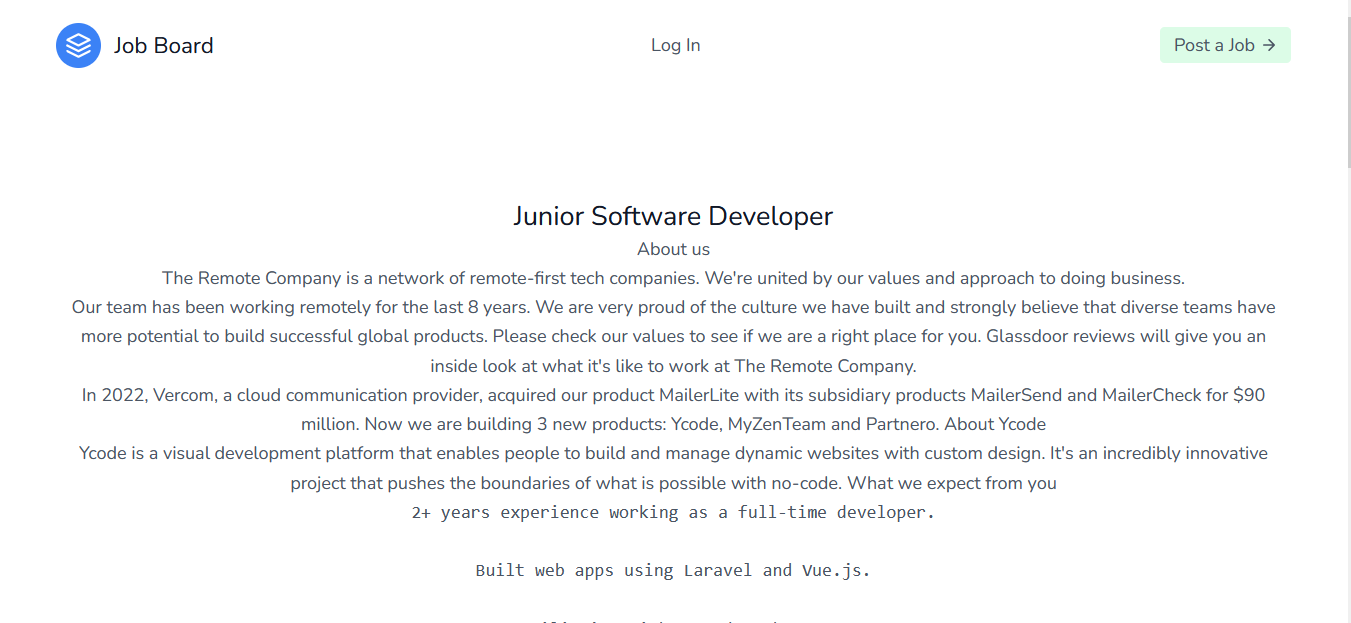 Job Board
Log In
Post a Job →
Junior Software Developer
About us
The Remote Company is a network of remote-first tech companies. We're united by our values and approach to doing business.
Our team has been working remotely for the last 8 years. We are very proud of the culture we have built and strongly believe that diverse teams have
more potential to build successful global products. Please check our values to see if we are a right place for you. Glassdoor reviews will give you an
inside look at what it's like to work at The Remote Company.
In 2022, Vercom, a cloud communication provider, acquired our product MailerLite with its subsidiary products MailerSend and MailerCheck for $90
million. Now we are building 3 new products: Ycode, MyZenTeam and Partnero. About Ycode
Ycode is a visual development platform that enables people to build and manage dynamic websites with custom design. It's an incredibly innovative
project that pushes the boundaries of what is possible with no-code. What we expect from you
2+ years experience working as a full-time developer.
Built web apps using Laravel and Vue.js.